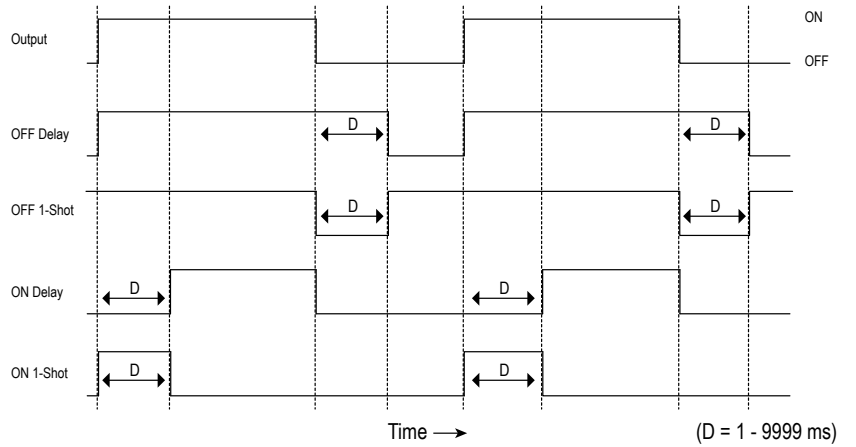 Output
ON
OFF
OFF Delay
D
D
OFF 1-Shot
D
D
ON Delay
D
D
ON 1-Shot
D
D
Time →
(D = 1 - 9999 ms)